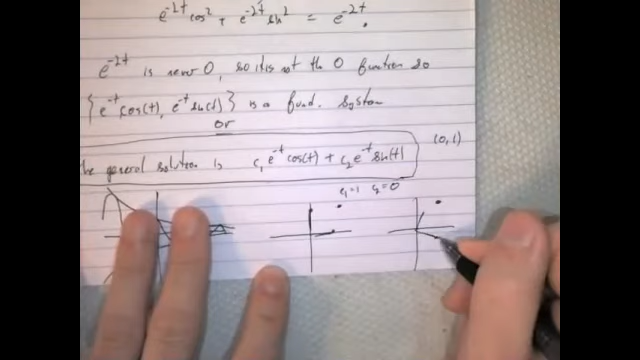 e^{-2t}cos² + e^{-2t}sin² = e^{-2t}.
e^{-2t} is never 0, so it is not the 0 function so
{e^{-t}cos(t), e^{-t}sin(t)} is a fund. system
or
the general solution is c₁e^{-t}cos(t) + c₂e^{-t}sin(t) (0,1)
c₁=1 c₂=0